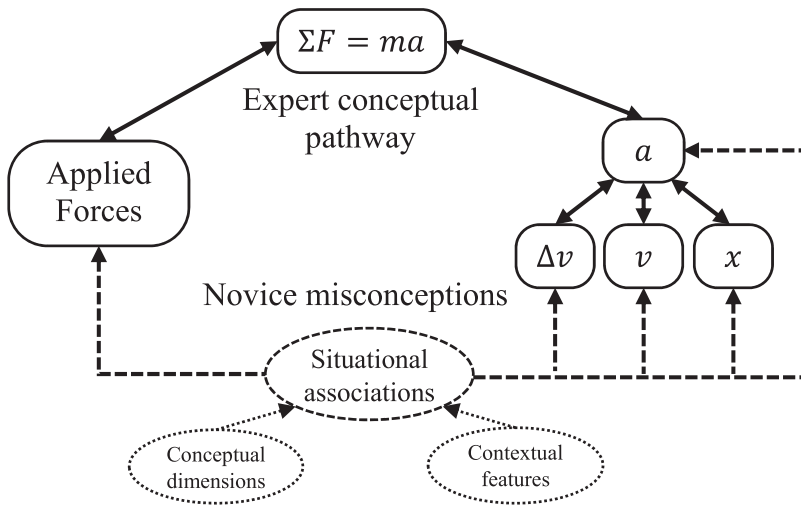 ΣF = ma
Expert conceptual
pathway
a
Applied
Forces
Δv
v
x
Novice misconceptions
Situational
associations
Conceptual
dimensions
Contextual
features